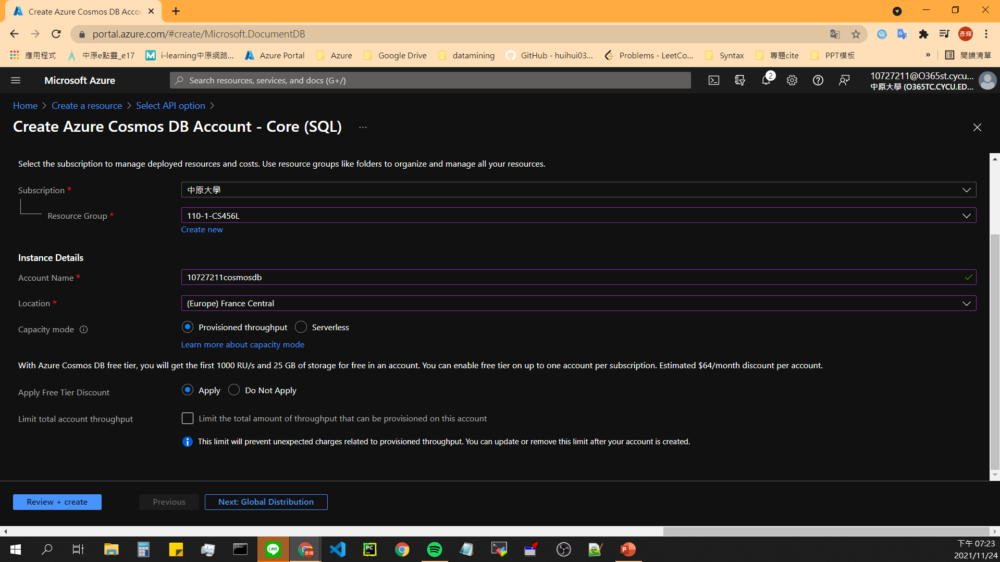 Create Azure Cosmos DB Accou
portal.azure.com/#create/Microsoft.DocumentDB
彥輝
應用程式 中原e點靈_e17 i-learning中原網路... Azure Portal Azure Google Drive datamining GitHub - huihui03... Problems - LeetCo... Syntax 專題cite PPT模板 » 閱讀清單
Microsoft Azure
Search resources, services, and docs (G+/)
2
10727211@O365st.cycu...
中原大學 (O365TC.CYCU.ED...
Home > Create a resource > Select API option >
Create Azure Cosmos DB Account - Core (SQL) ...
Select the subscription to manage deployed resources and costs. Use resource groups like folders to organize and manage all your resources.
Subscription * 中原大學
Resource Group * 110-1-CS456L
Create new
Instance Details
Account Name * 10727211cosmosdb
Location * (Europe) France Central
Capacity mode Provisioned throughput Serverless
Learn more about capacity mode
With Azure Cosmos DB free tier, you will get the first 1000 RU/s and 25 GB of storage for free in an account. You can enable free tier on up to one account per subscription. Estimated $64/month discount per account.
Apply Free Tier Discount Apply Do Not Apply
Limit total account throughput Limit the total amount of throughput that can be provisioned on this account
This limit will prevent unexpected charges related to provisioned throughput. You can update or remove this limit after your account is created.
Review + create Previous Next: Global Distribution
LINE
PC
P
下午 07:23
2021/11/24